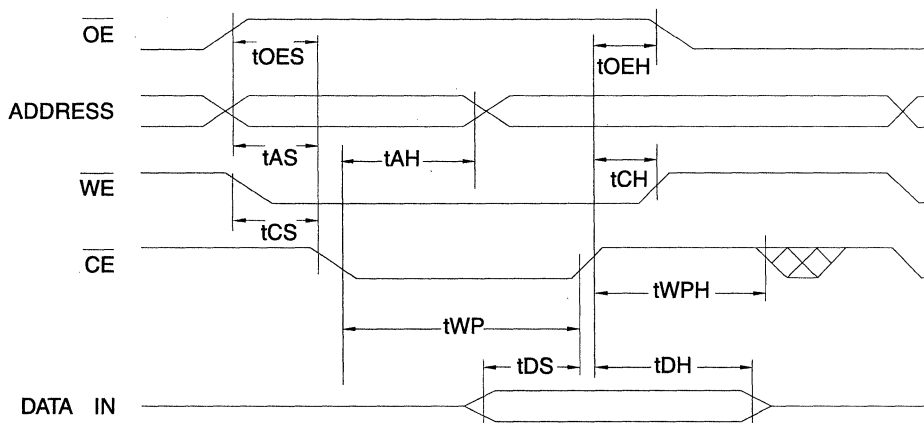 OE
tOES
tOEH
ADDRESS
tAS
tAH
WE
tCH
tCS
CE
tWPH
tWP
tDS
tDH
DATA IN